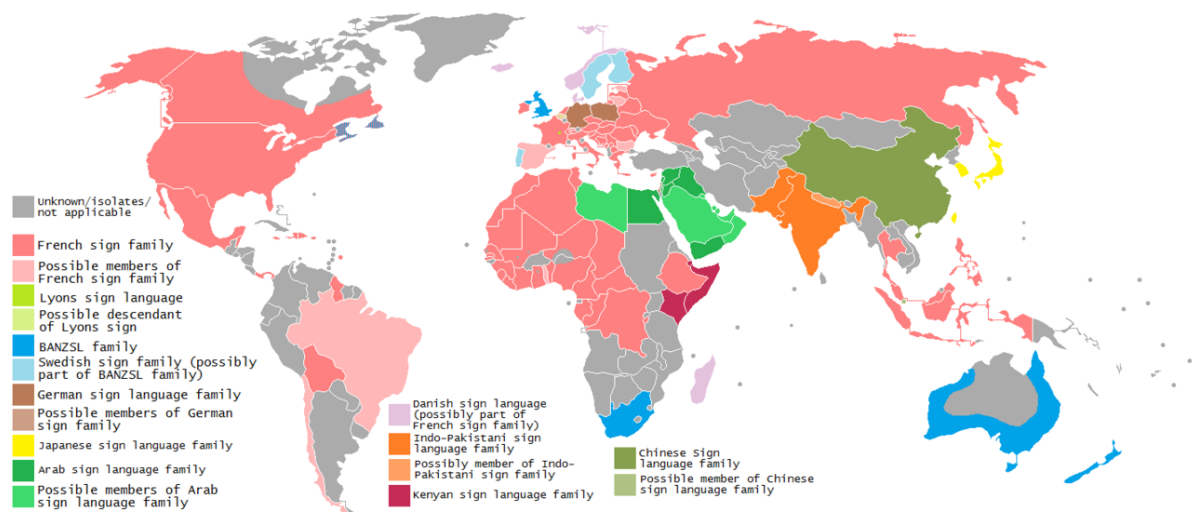 Unknown/isolates/
not applicable
French sign family
Possible members of
French sign family
Lyons sign language
Possible descendant
of Lyons sign
BANZSL family
Swedish sign family (possibly
part of BANZSL family)
German sign language family
Possible members of German
sign family
Japanese sign language family
Arab sign language family
Possible members of Arab
sign language family
Danish sign language
(possibly part of
French sign family)
Indo-Pakistani sign
language family
Possibly member of Indo-
Pakistani sign family
Kenyan sign language family
Chinese Sign
language family
Possible member of Chinese
sign language family